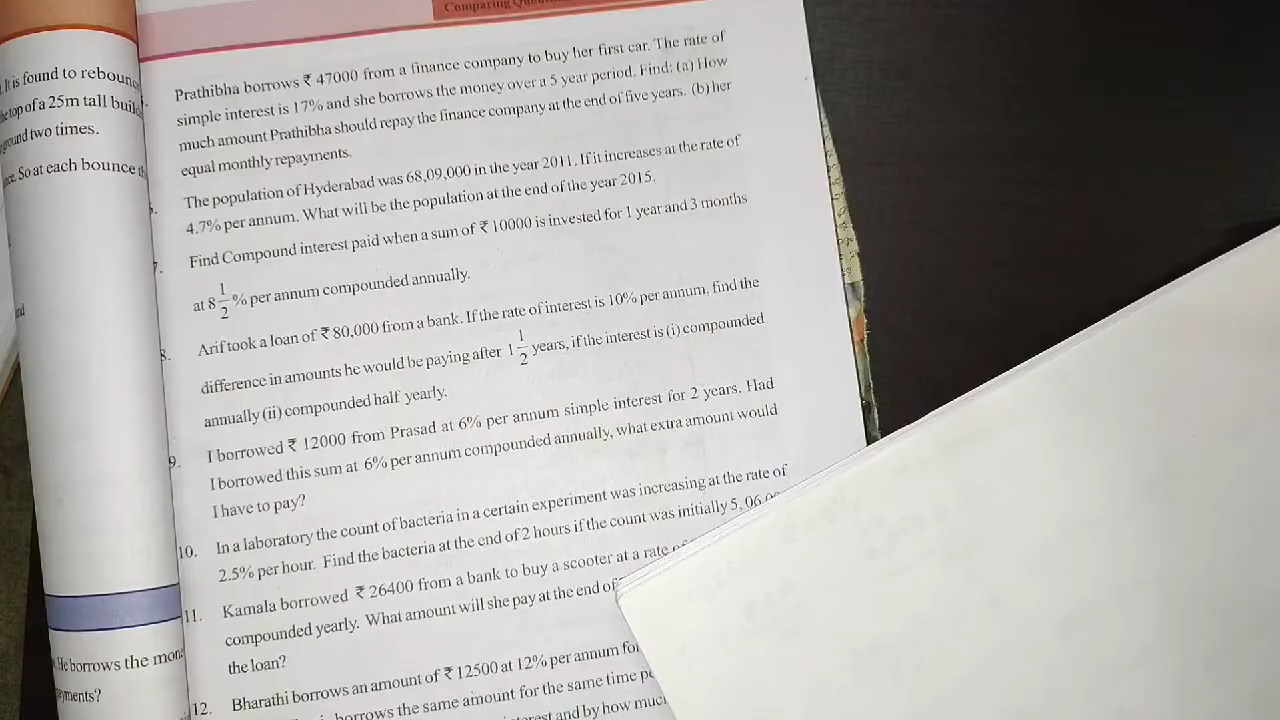 Comparing
It is found to rebound
top of a 25m tall build
ground two times.
So at each bounce
Prathibha borrows ₹ 47000 from a finance company to buy her first car. The rate of
simple interest is 17% and she borrows the money over a 5 year period. Find: (a) How
much amount Prathibha should repay the finance company at the end of five years. (b) her
equal monthly repayments.
The population of Hyderabad was 68,09,000 in the year 2011. If it increases at the rate of
4.7% per annum. What will be the population at the end of the year 2015.
7. Find Compound interest paid when a sum of ₹ 10000 is invested for 1 year and 3 months
at 8 1/2 % per annum compounded annually.
8. Arif took a loan of ₹ 80,000 from a bank. If the rate of interest is 10% per annum, find the
difference in amounts he would be paying after 1 1/2 years, if the interest is (i) compounded
annually (ii) compounded half yearly.
9. I borrowed ₹ 12000 from Prasad at 6% per annum simple interest for 2 years. Had
I borrowed this sum at 6% per annum compounded annually, what extra amount would
I have to pay?
10. In a laboratory the count of bacteria in a certain experiment was increasing at the rate of
2.5% per hour. Find the bacteria at the end of 2 hours if the count was initially 5, 06,
11. Kamala borrowed ₹ 26400 from a bank to buy a scooter at a rate
compounded yearly. What amount will she pay at the end of
the loan?
He borrows the
12. Bharathi borrows an amount of ₹ 12500 at 12% per annum for
borrows the same amount for the same time
and by how much